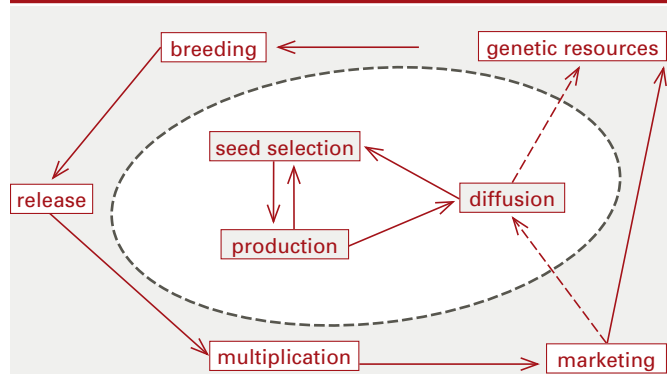 breeding
genetic resources
seed selection
release
diffusion
production
multiplication
marketing